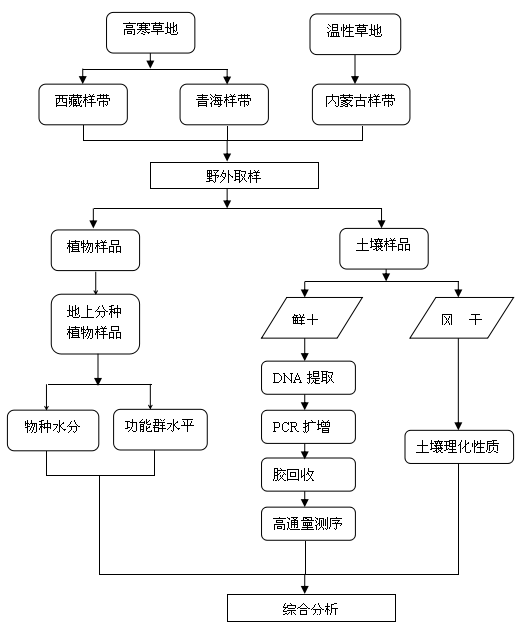 高寒草地
温性草地
西藏样带
青海样带
内蒙古样带
野外取样
植物样品
土壤样品
地上分种
植物样品
鲜十
冈 干
DNA 提取
物种水分
功能群水平
PCR 扩增
土壤理化性质
胶回收
高通量测序
综合分析